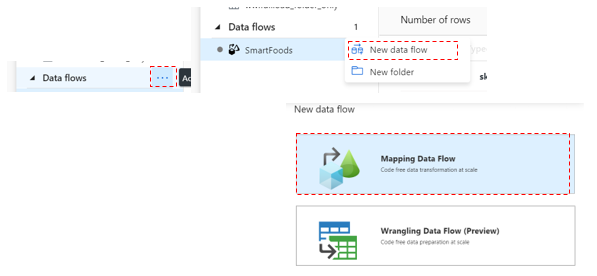 Data flows
1
Number of rows
SmartFoods
New data flow
New folder
Data flows
...
New data flow
Mapping Data Flow
Code free data transformation at scale
Wrangling Data Flow (Preview)
Code free data preparation at scale